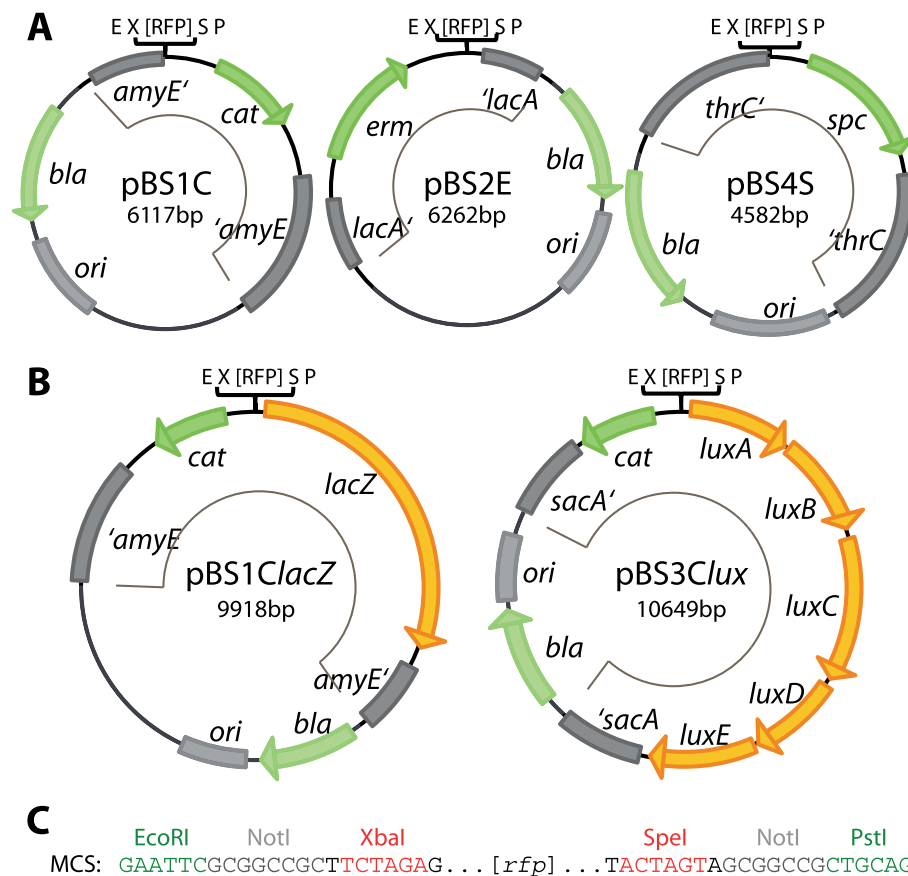 A
E X [RFP] S P
amyE‘
cat
bla
pBS1C
6117bp
‘amyE
ori
E X [RFP] S P
‘lacA
erm
bla
pBS2E
6262bp
lacA‘
ori
E X [RFP] S P
thrC‘
spc
pBS4S
4582bp
bla
‘thrC
ori
B
E X [RFP] S P
cat
lacZ
‘amyE
pBS1ClacZ
9918bp
amyE‘
bla
ori
E X [RFP] S P
cat
luxA
sacA‘
luxB
ori
pBS3Clux
10649bp
luxC
bla
luxD
‘sacA
luxE
C
EcoRI NotI XbaI SpeI NotI PstI
MCS: GAATTCGCGGCCGCTTCTAGAG...[rfp]...TACTAGTAGCGGCCGCTGCAG